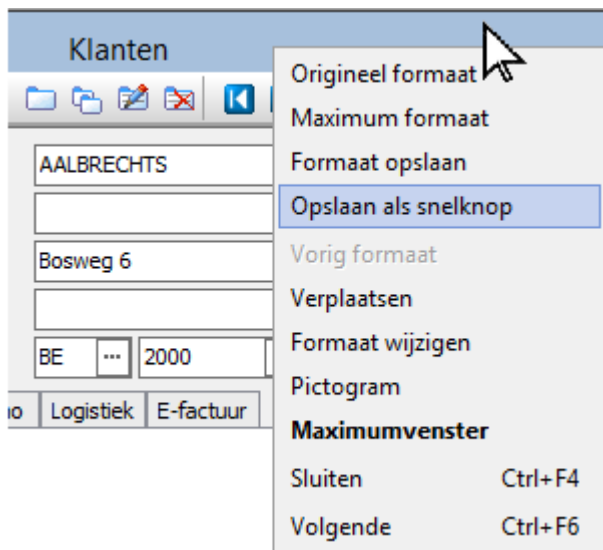 Klanten
Origineel formaat
Maximum formaat
AALBRECHTS
Formaat opslaan
Opslaan als snelknop
Bosweg 6
Vorig formaat
Verplaatsen
BE ... 2000
Formaat wijzigen
Pictogram
no Logistiek E-factuur
Maximumvenster
Sluiten Ctrl+F4
Volgende Ctrl+F6